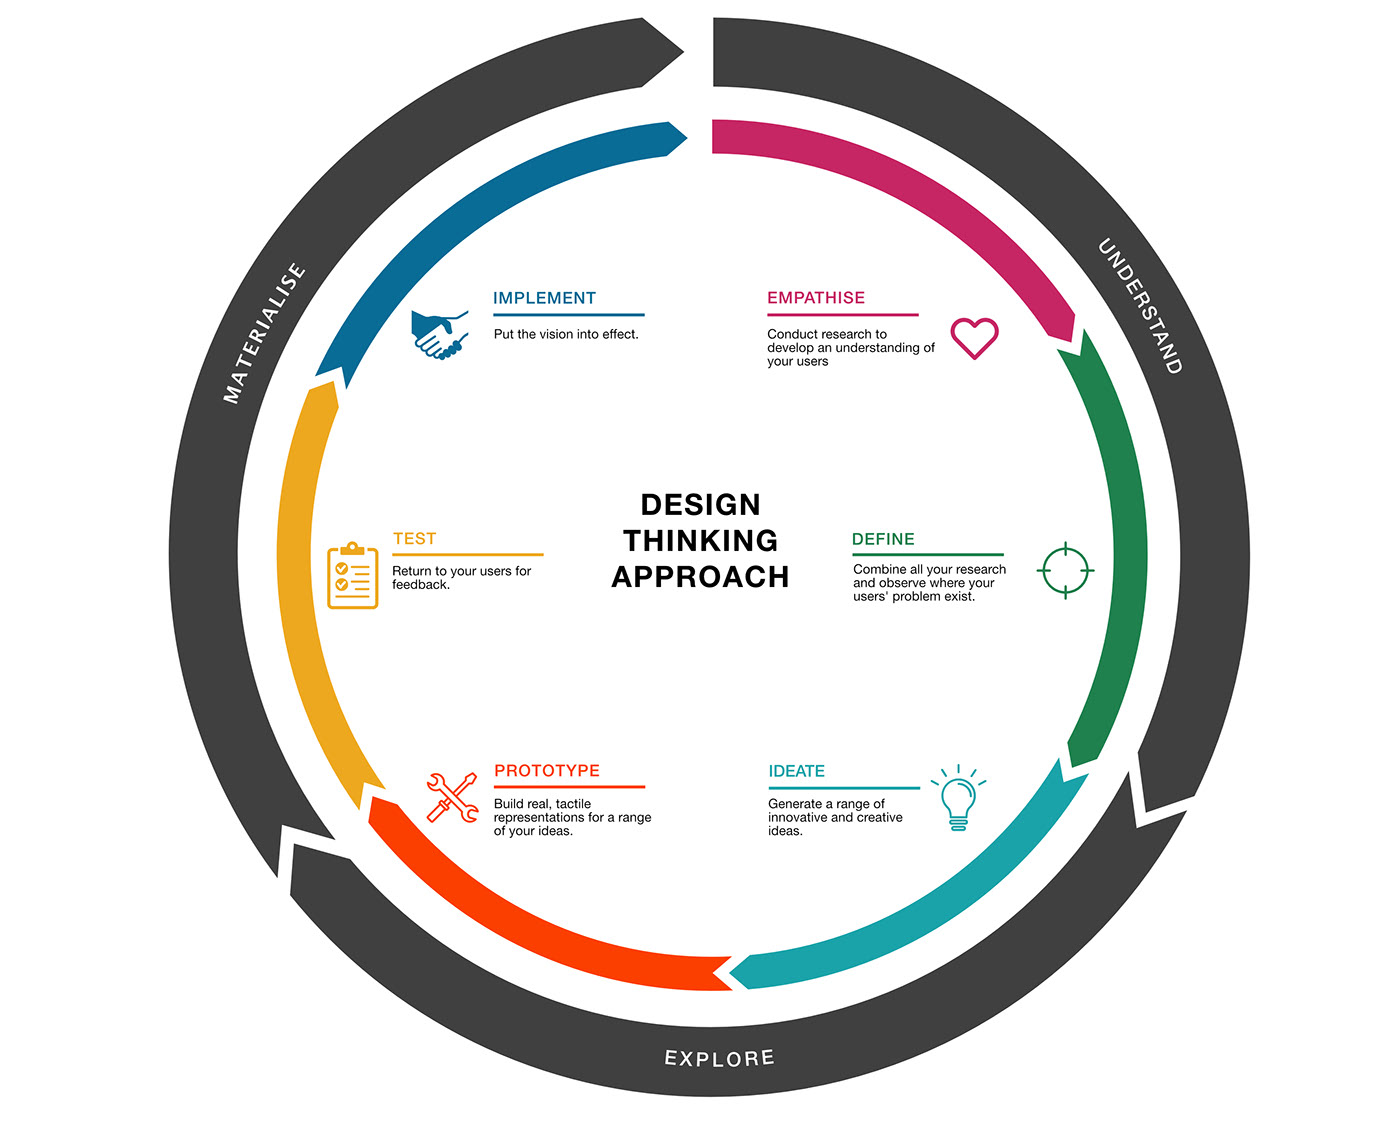 DESIGN
THINKING
APPROACH
UNDERSTAND
EMPATHISE
Conduct research to
develop an understanding of
your users
DEFINE
Combine all your research
and observe where your
users' problem exist.
EXPLORE
IDEATE
Generate a range of
innovative and creative
ideas.
PROTOTYPE
Build real, tactile
representations for a range
of your ideas.
MATERIALISE
TEST
Return to your users for
feedback.
IMPLEMENT
Put the vision into effect.